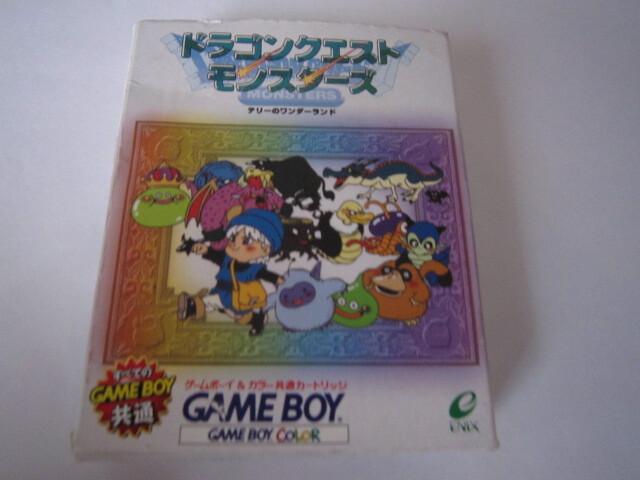 ドラゴンクエスト
モンスターズ
MONSTERS
テリーのワンダーランド
すべての
GAME BOY
共通
ゲームボーイ&カラー共通カートリッジ
GAME BOY
GAME BOY COLOR
ENIX